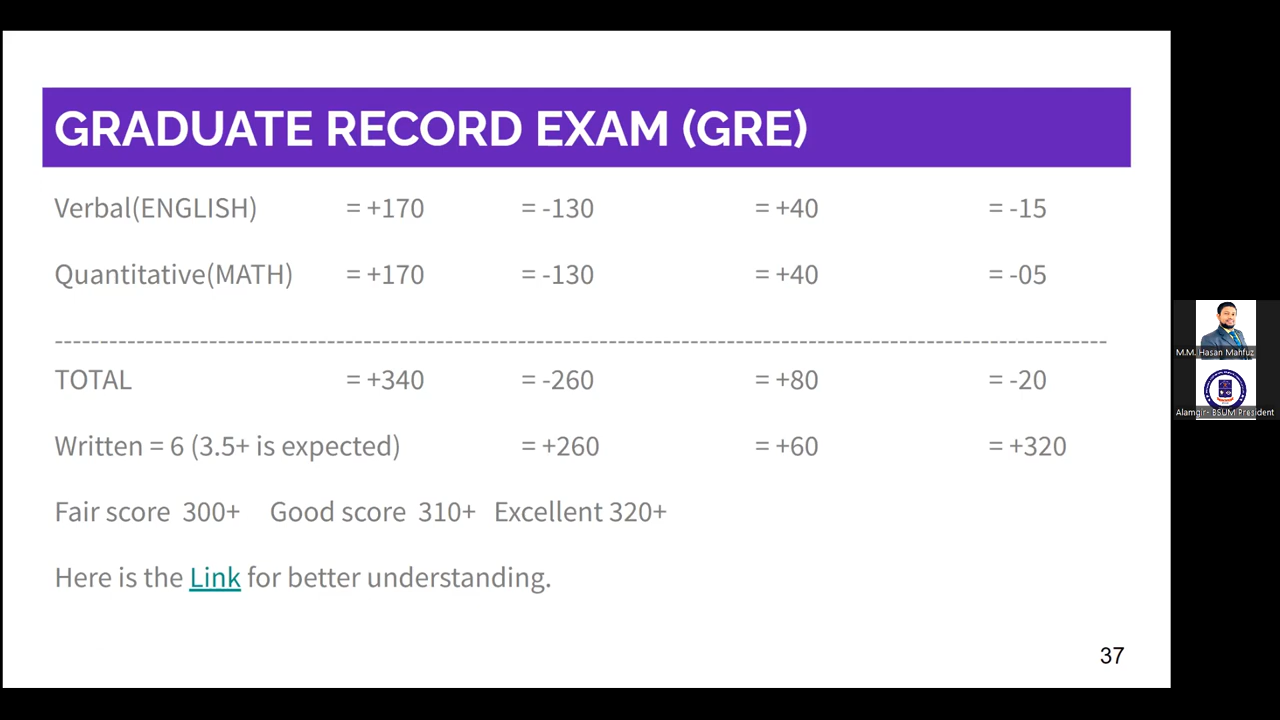 GRADUATE RECORD EXAM (GRE)
Verbal(ENGLISH) = +170 = -130 = +40 = -15
Quantitative(MATH) = +170 = -130 = +40 = -05
--------------------------------------------------------------------------------------------------------------------
TOTAL = +340 = -260 = +80 = -20
Written = 6 (3.5+ is expected) = +260 = +60 = +320
Fair score 300+ Good score 310+ Excellent 320+
Here is the Link for better understanding.
37
M.M. Hasan Mahfuz
Alamgir- BSUM President